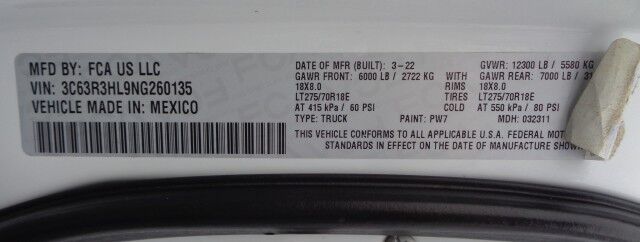 MFD BY: FCA US LLC
VIN: 3C63R3HL9NG260135
VEHICLE MADE IN: MEXICO
DATE OF MFR (BUILT): 3-22 GVWR: 12300 LB / 5580 KG
GAWR FRONT: 6000 LB / 2722 KG WITH GAWR REAR: 7000 LB /
18X8.0 RIMS 18X8.0
LT275/70R18E TIRES LT275/70R18E
AT 415 kPa / 60 PSI COLD AT 550 kPa / 80 PSI
TYPE: TRUCK PAINT: PW7 MDH: 032311
THIS VEHICLE CONFORMS TO ALL APPLICABLE U.S.A. FEDERAL MOTOR
STANDARDS IN EFFECT ON THE DATE OF MANUFACTURE SHOWN